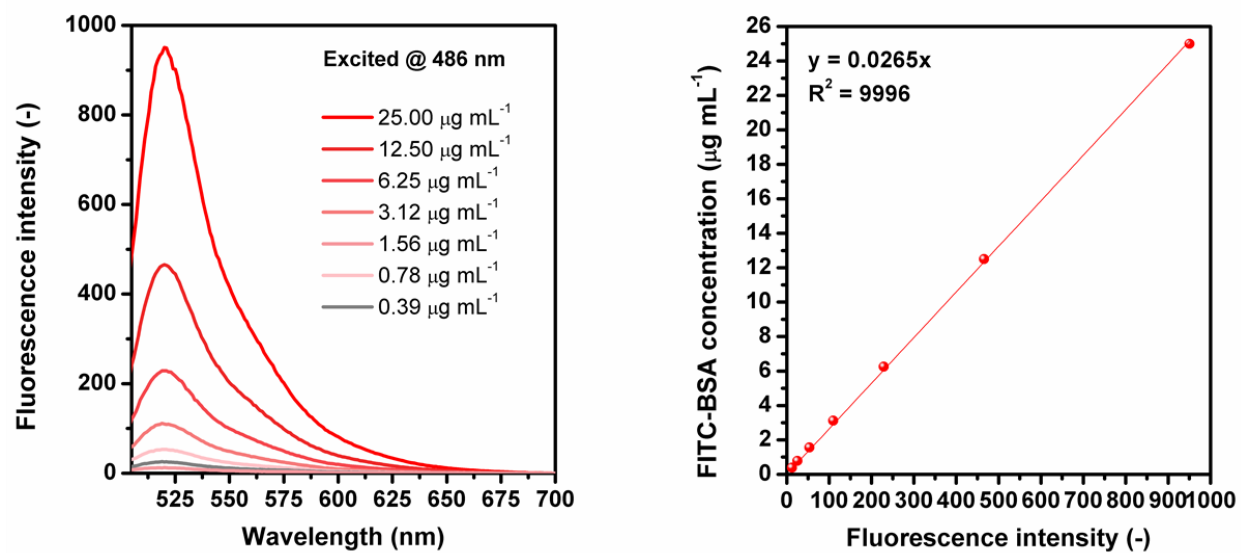 1000
800
600
400
200
0
525 550 575 600 625 650 675 700
Fluorescence intensity (-)
Wavelength (nm)
Excited @ 486 nm
25.00 μg mL⁻¹
12.50 μg mL⁻¹
6.25 μg mL⁻¹
3.12 μg mL⁻¹
1.56 μg mL⁻¹
0.78 μg mL⁻¹
0.39 μg mL⁻¹
26
24
22
20
18
16
14
12
10
8
6
4
2
0
0 100 200 300 400 500 600 700 800 900 1000
FITC-BSA concentration (μg mL⁻¹)
Fluorescence intensity (-)
y = 0.0265x
R² = 9996